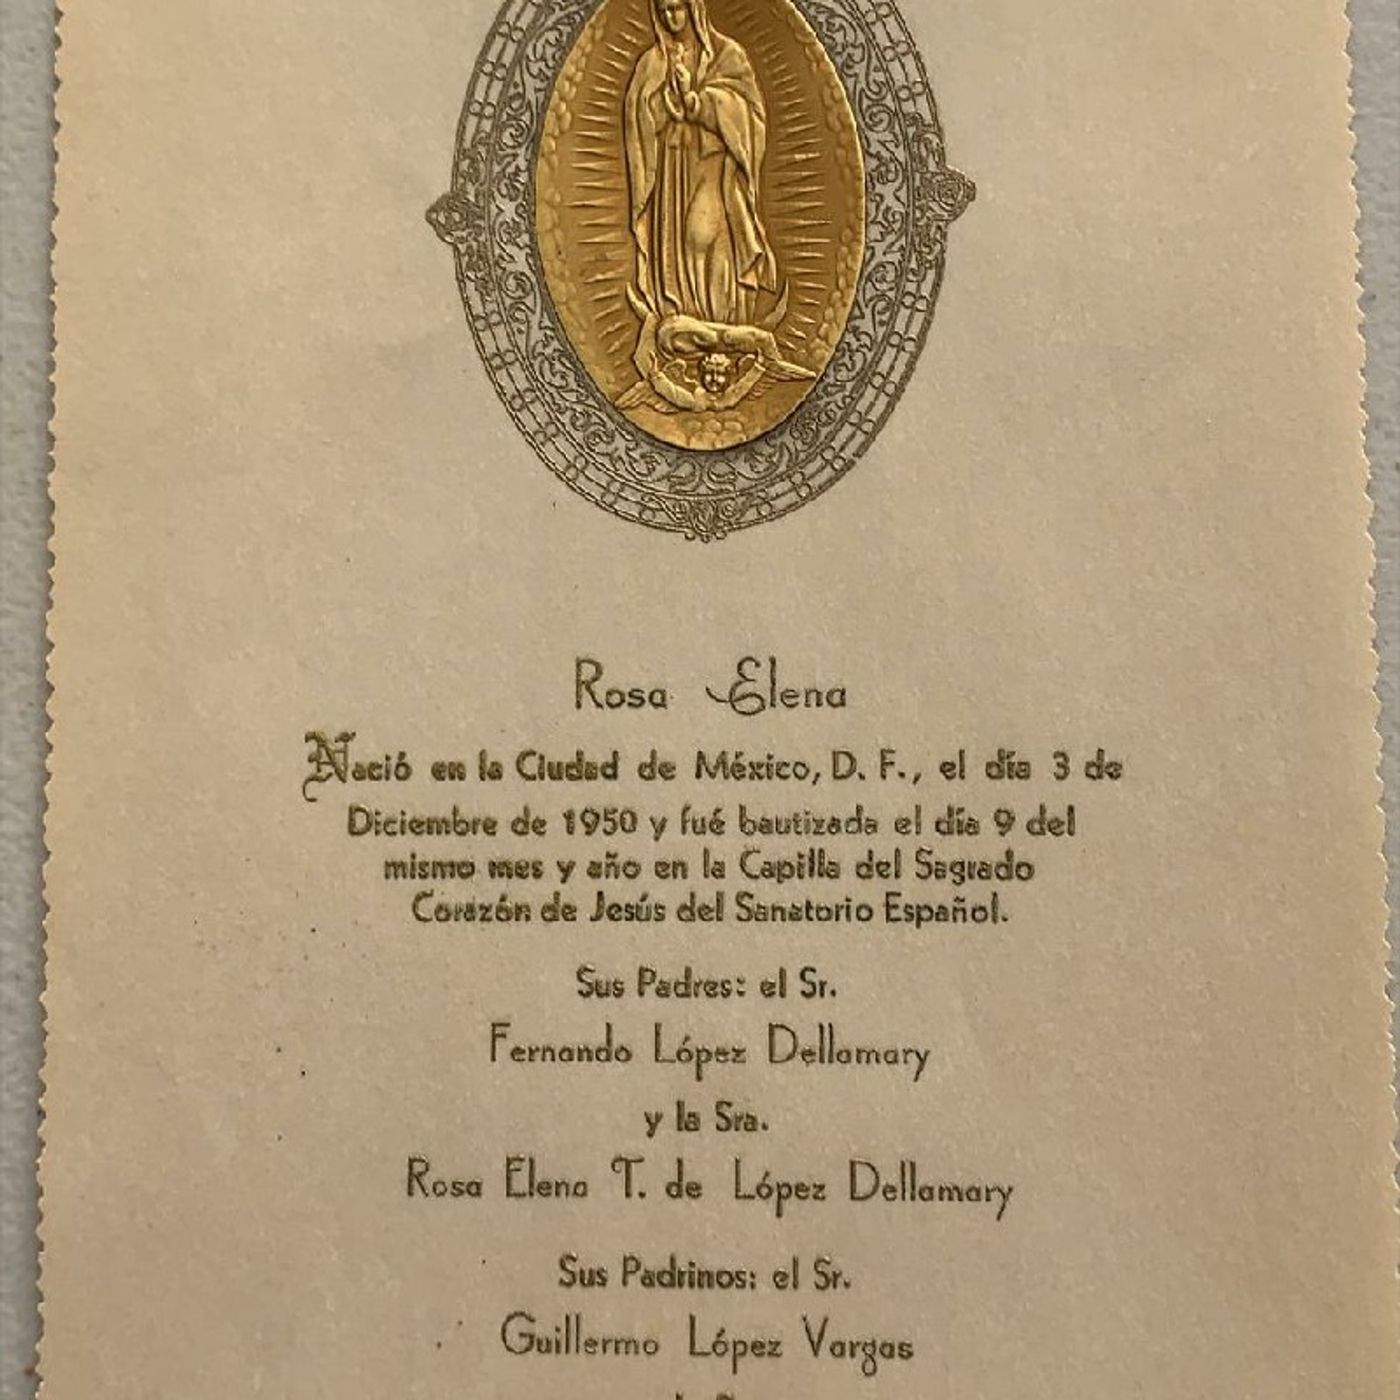 Rosa Elena
Nació en la Ciudad de México, D. F., el día 3 de
Diciembre de 1950 y fué bautizada el día 9 del
mismo mes y año en la Capilla del Sagrado
Corazón de Jesús del Sanatorio Español.
Sus Padres: el Sr.
Fernando López Dellamary
y la Sra.
Rosa Elena T. de López Dellamary
Sus Padrinos: el Sr.
Guillermo López Vargas